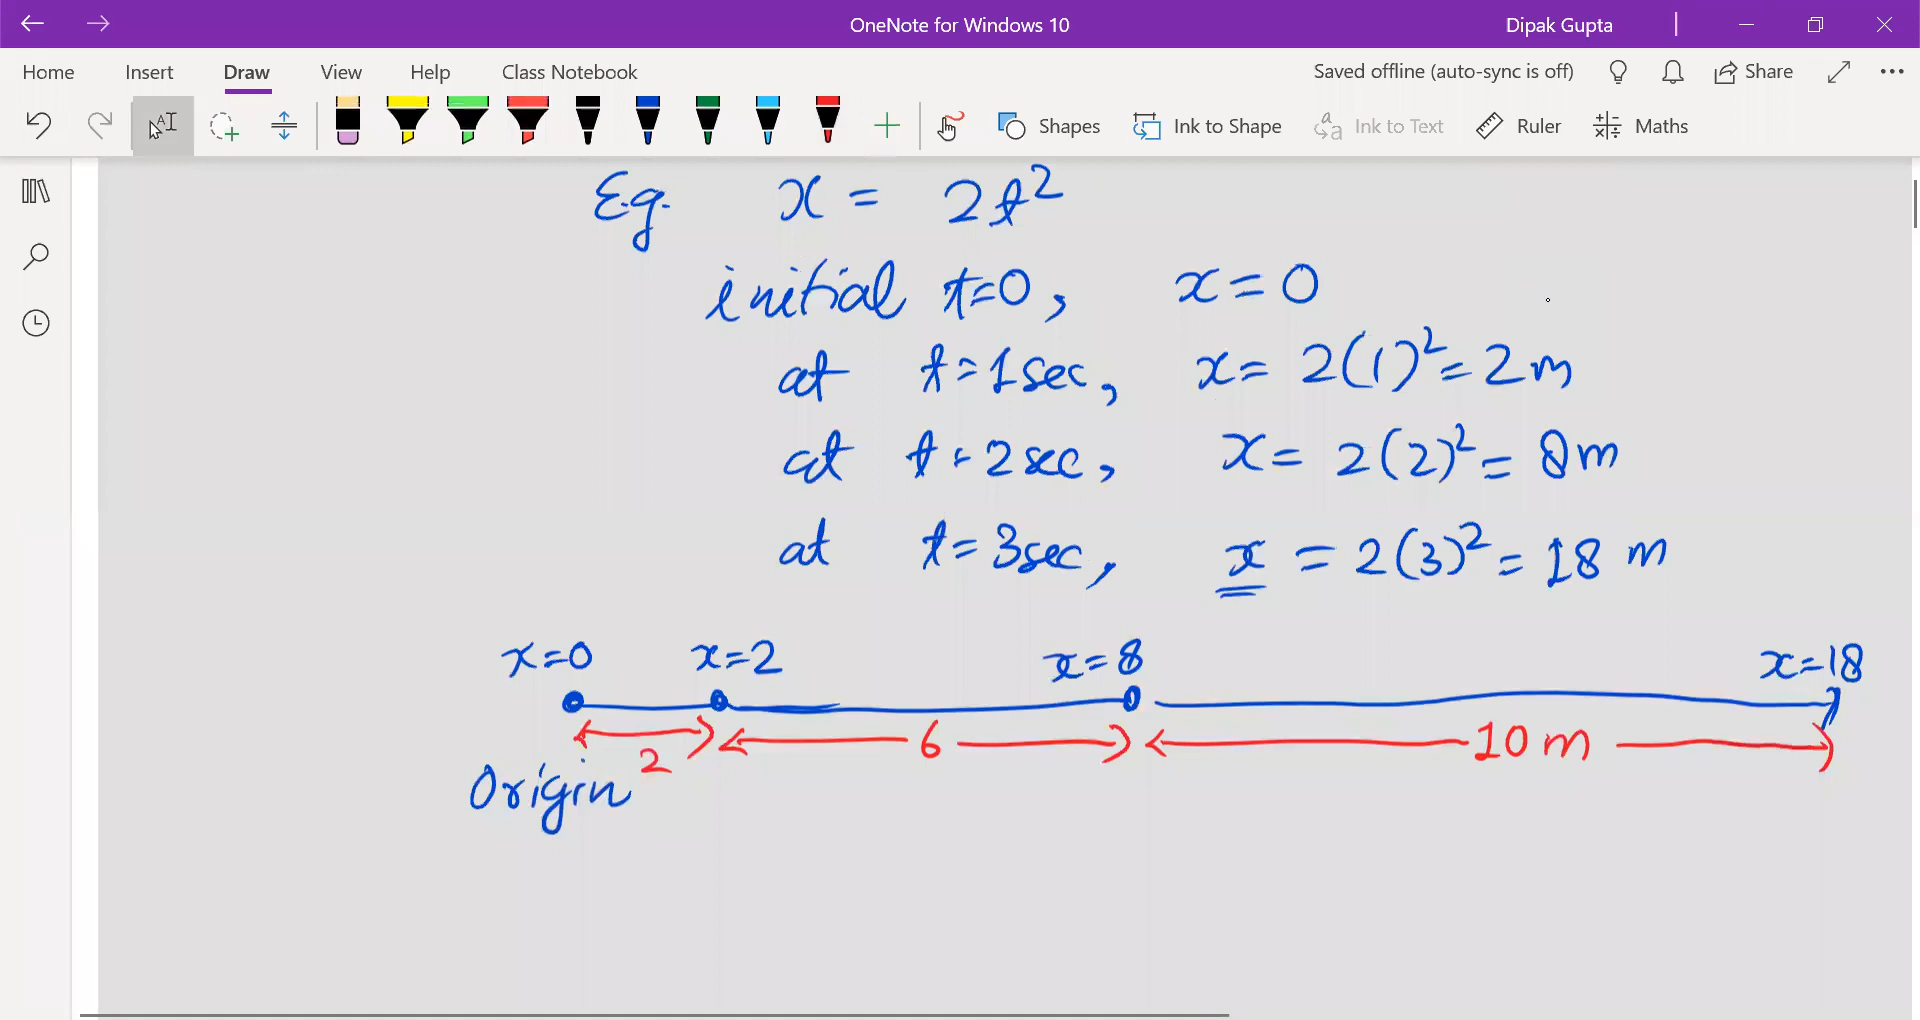 OneNote for Windows 10
Dipak Gupta
Home Insert Draw View Help Class Notebook
Saved offline (auto-sync is off) Share
Shapes Ink to Shape Ink to Text Ruler Maths
E.g. x = 2t²
initial t=0, x=0
at t=1sec, x= 2(1)²=2m
at t=2sec, x= 2(2)²= 8m
at t=3sec, x = 2(3)²=18 m
x=0 x=2 x=8 x=18
2 6 10 m
Origin